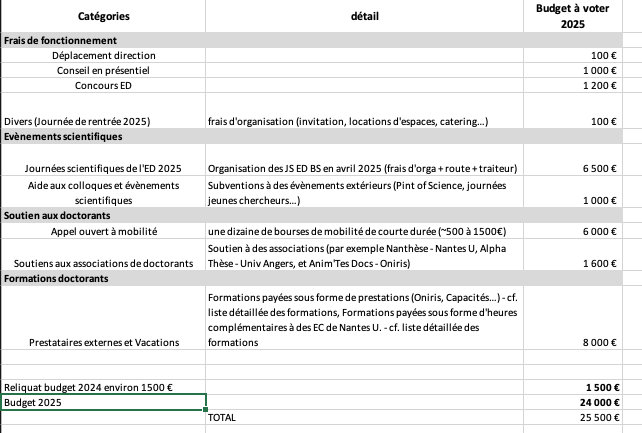 Catégories détail Budget à voter
2025
Frais de fonctionnement
Déplacement direction 100 €
Conseil en présentiel 1 000 €
Concours ED 1 200 €
Divers (Journée de rentrée 2025) frais d'organisation (invitation, locations d'espaces, catering...) 100 €
Evènements scientifiques
Journées scientifiques de l'ED 2025 Organisation des JS ED BS en avril 2025 (frais d'orga + route + traiteur) 6 500 €
Aide aux colloques et évènements
scientifiques
Subventions à des évènements extérieurs (Pint of Science, journées
jeunes chercheurs...) 1 000 €
Soutien aux doctorants
Appel ouvert à mobilité une dizaine de bourses de mobilité de courte durée (~500 à 1500€) 6 000 €
Soutien à des associations (par exemple Nanthèse - Nantes U, Alpha
Soutiens aux associations de doctorants Thèse - Univ Angers, et Anim'Tes Docs - Oniris) 1 600 €
Formations doctorants
Formations payées sous forme de prestations (Oniris, Capacités...) - cf.
liste détaillée des formations, Formations payées sous forme d'heures
complémentaires à des EC de Nantes U. - cf. liste détaillée des
Prestataires externes et Vacations formations 8 000 €
Reliquat budget 2024 environ 1500 € 1 500 €
Budget 2025 24 000 €
TOTAL 25 500 €